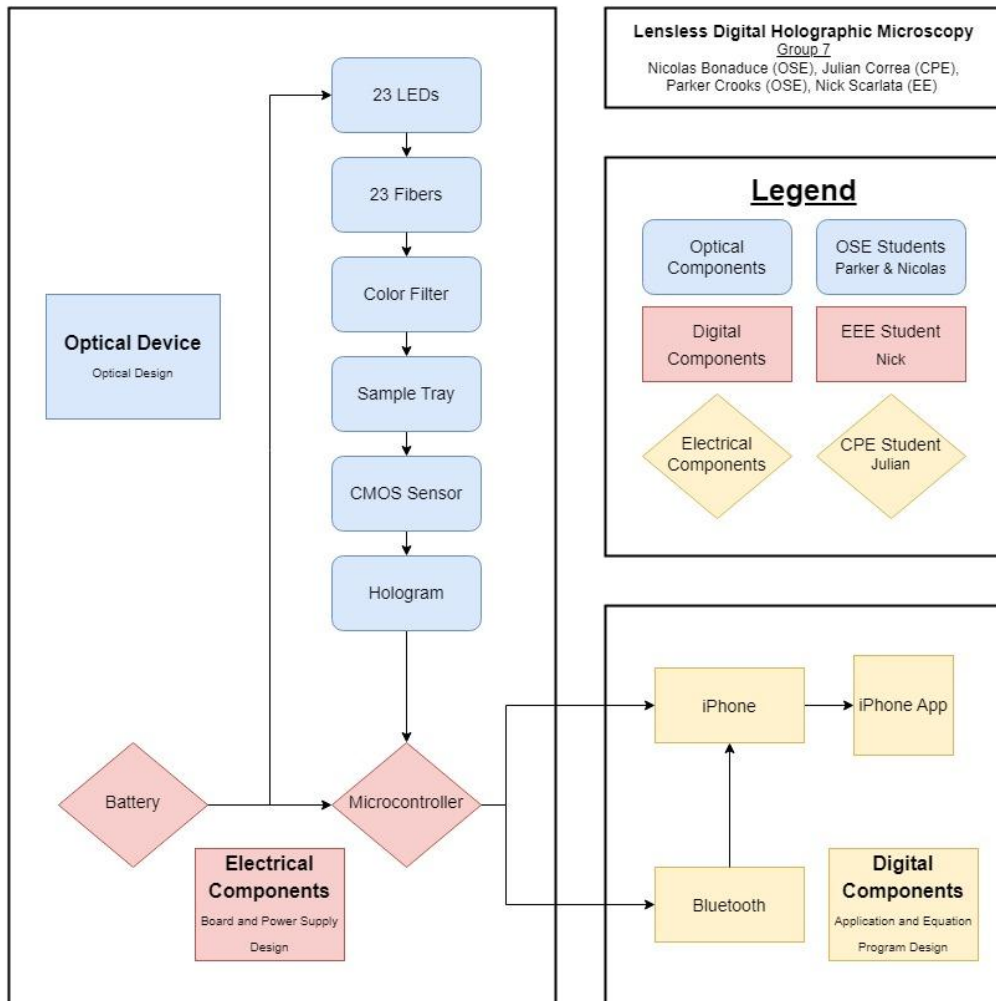 Lensless Digital Holographic Microscopy
Group 7
Nicolas Bonaduce (OSE), Julian Correa (CPE),
Parker Crooks (OSE), Nick Scarlata (EE)
23 LEDs
23 Fibers
Color Filter
Sample Tray
CMOS Sensor
Hologram
Optical Device
Optical Design
Battery
Microcontroller
Electrical
Components
Board and Power Supply
Design
Legend
Optical
Components
OSE Students
Parker & Nicolas
Digital
Components
EEE Student
Nick
Electrical
Components
CPE Student
Julian
iPhone
iPhone App
Bluetooth
Digital
Components
Application and Equation
Program Design